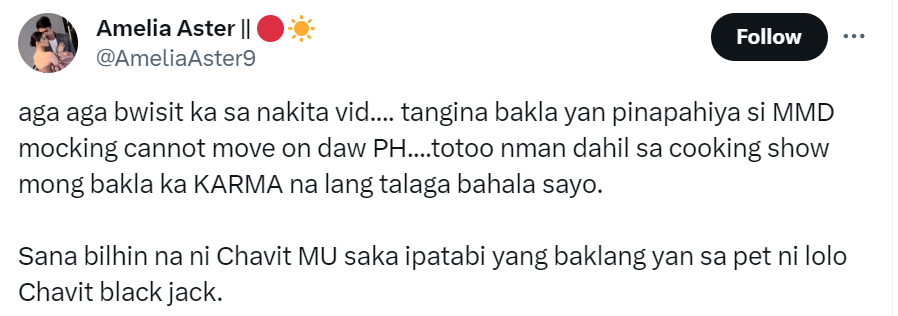 Amelia Aster || 🔴☀️
@AmeliaAster9
Follow
aga aga bwisit ka sa nakita vid.... tangina bakla yan pinapahiya si MMD
mocking cannot move on daw PH....totoo nman dahil sa cooking show
mong bakla ka KARMA na lang talaga bahala sayo.
Sana bilhin na ni Chavit MU saka ipatabi yang baklang yan sa pet ni lolo
Chavit black jack.